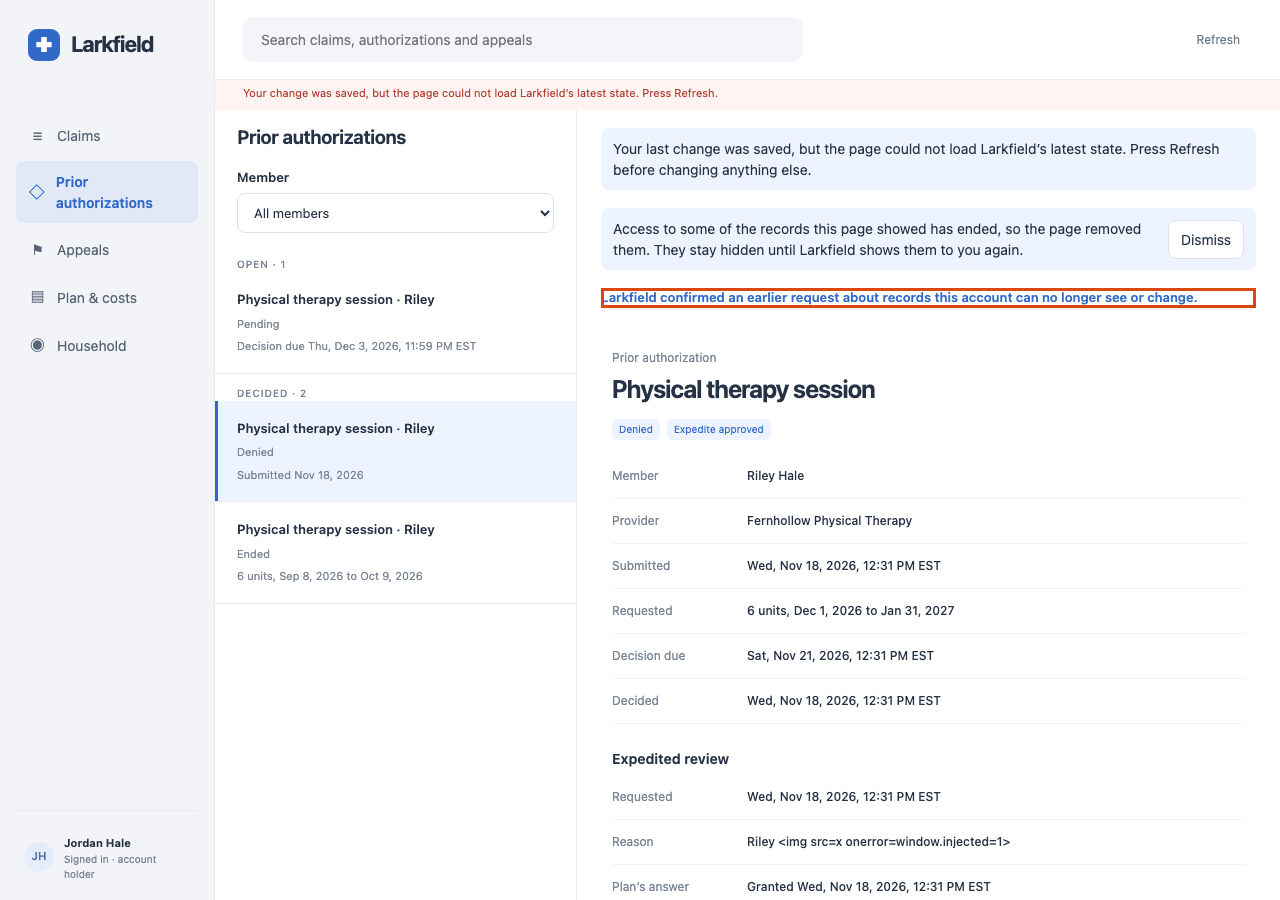 Larkfield
Search claims, authorizations and appeals
Refresh
Your change was saved, but the page could not load Larkfield’s latest state. Press Refresh.
Claims
Prior
authorizations
Appeals
Plan & costs
Household
Jordan Hale
JH
Signed in · account
holder
Prior authorizations
Member
All members
OPEN · 1
Physical therapy session · Riley
Pending
Decision due Thu, Dec 3, 2026, 11:59 PM EST
DECIDED · 2
Physical therapy session · Riley
Denied
Submitted Nov 18, 2026
Physical therapy session · Riley
Ended
6 units, Sep 8, 2026 to Oct 9, 2026
Your last change was saved, but the page could not load Larkfield’s latest state. Press Refresh
before changing anything else.
Access to some of the records this page showed has ended, so the page removed
them. They stay hidden until Larkfield shows them to you again.
Dismiss
Larkfield confirmed an earlier request about records this account can no longer see or change.
Prior authorization
Physical therapy session
Denied
Expedite approved
Member Riley Hale
Provider Fernhollow Physical Therapy
Submitted Wed, Nov 18, 2026, 12:31 PM EST
Requested 6 units, Dec 1, 2026 to Jan 31, 2027
Decision due Sat, Nov 21, 2026, 12:31 PM EST
Decided Wed, Nov 18, 2026, 12:31 PM EST
Expedited review
Requested Wed, Nov 18, 2026, 12:31 PM EST
Reason Riley <img src=x onerror=window.injected=1>
Plan’s answer Granted Wed, Nov 18, 2026, 12:31 PM EST